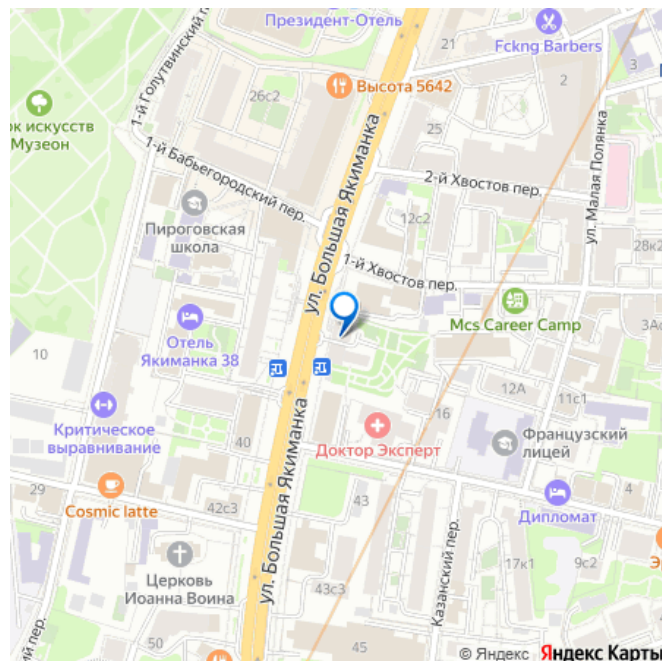 Президент-Отель
21
Fckng Barbers
3
2
26с2
Высота 5642
1-й Голутвинский пер.
ок искусств
Музеон
25
1-й Бабьегородский пер.
2-й Хвостов пер.
ул. Малая Полянка
Пироговская
школа
12с2
28к2
ул. Большая Якиманка
1-й Хвостов пер.
Mcs Career Camp
3Ас
Отель
Якиманка 38
10
12А
11с1
Критическое
выравнивание
40
ул. Большая Якиманка
16
Доктор Эксперт
Французский
лицей
29
Cosmic latte
42с3
43
4
Дипломат
Церковь
Иоанна Воина
Казанский пер.
17к1
9с2
Э
43с3
пер.
50
45
© Яндекс Яндекс Карты